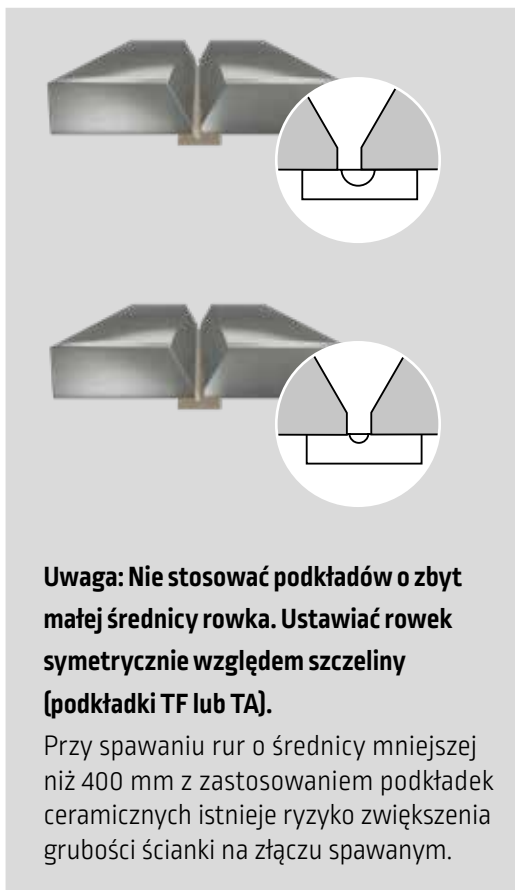 Uwaga: Nie stosować podkładów o zbyt
małej średnicy rowka. Ustawiać rowek
symetrycznie względem szczeliny
(podkładki TF lub TA).
Przy spawaniu rur o średnicy mniejszej
niż 400 mm z zastosowaniem podkładek
ceramicznych istnieje ryzyko zwiększenia
grubości ścianki na złączu spawanym.